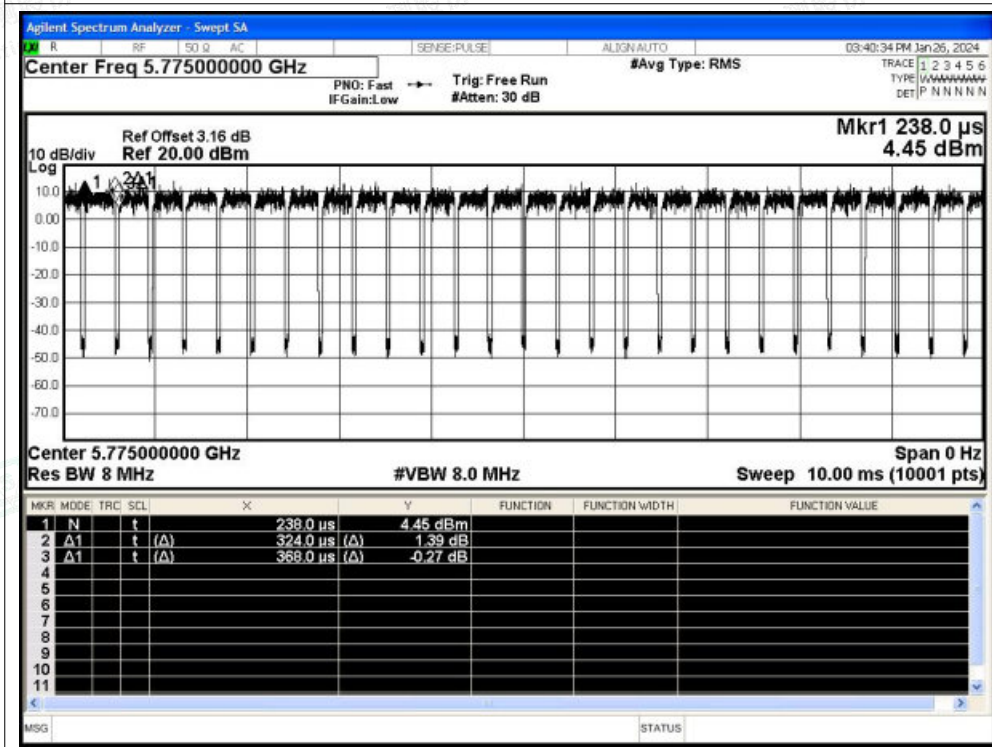 Agilent Spectrum Analyzer - Swept SA
LXI R RF 50 Ω AC SENSE:PULSE ALIGN AUTO 03:40:34 PM Jan 26, 2024
Center Freq 5.775000000 GHz #Avg Type: RMS TRACE 1 2 3 4 5 6
PNO: Fast Trig: Free Run TYPE
IFGain:Low #Atten: 30 dB DET P N N N N N
Mkr1 238.0 µs
Ref Offset 3.16 dB
10 dB/div Ref 20.00 dBm 4.45 dBm
Log
1 2Δ1
10.0
0.00
-10.0
-20.0
-30.0
-40.0
-50.0
-60.0
-70.0
Center 5.775000000 GHz Span 0 Hz
Res BW 8 MHz #VBW 8.0 MHz Sweep 10.00 ms (10001 pts)
MKR MODE TRC SCL X Y FUNCTION FUNCTION WIDTH FUNCTION VALUE
1 N t 238.0 µs 4.45 dBm
2 Δ1 t (Δ) 324.0 µs (Δ) 1.39 dB
3 Δ1 t (Δ) 368.0 µs (Δ) -0.27 dB
4
5
6
7
8
9
10
11
MSG STATUS